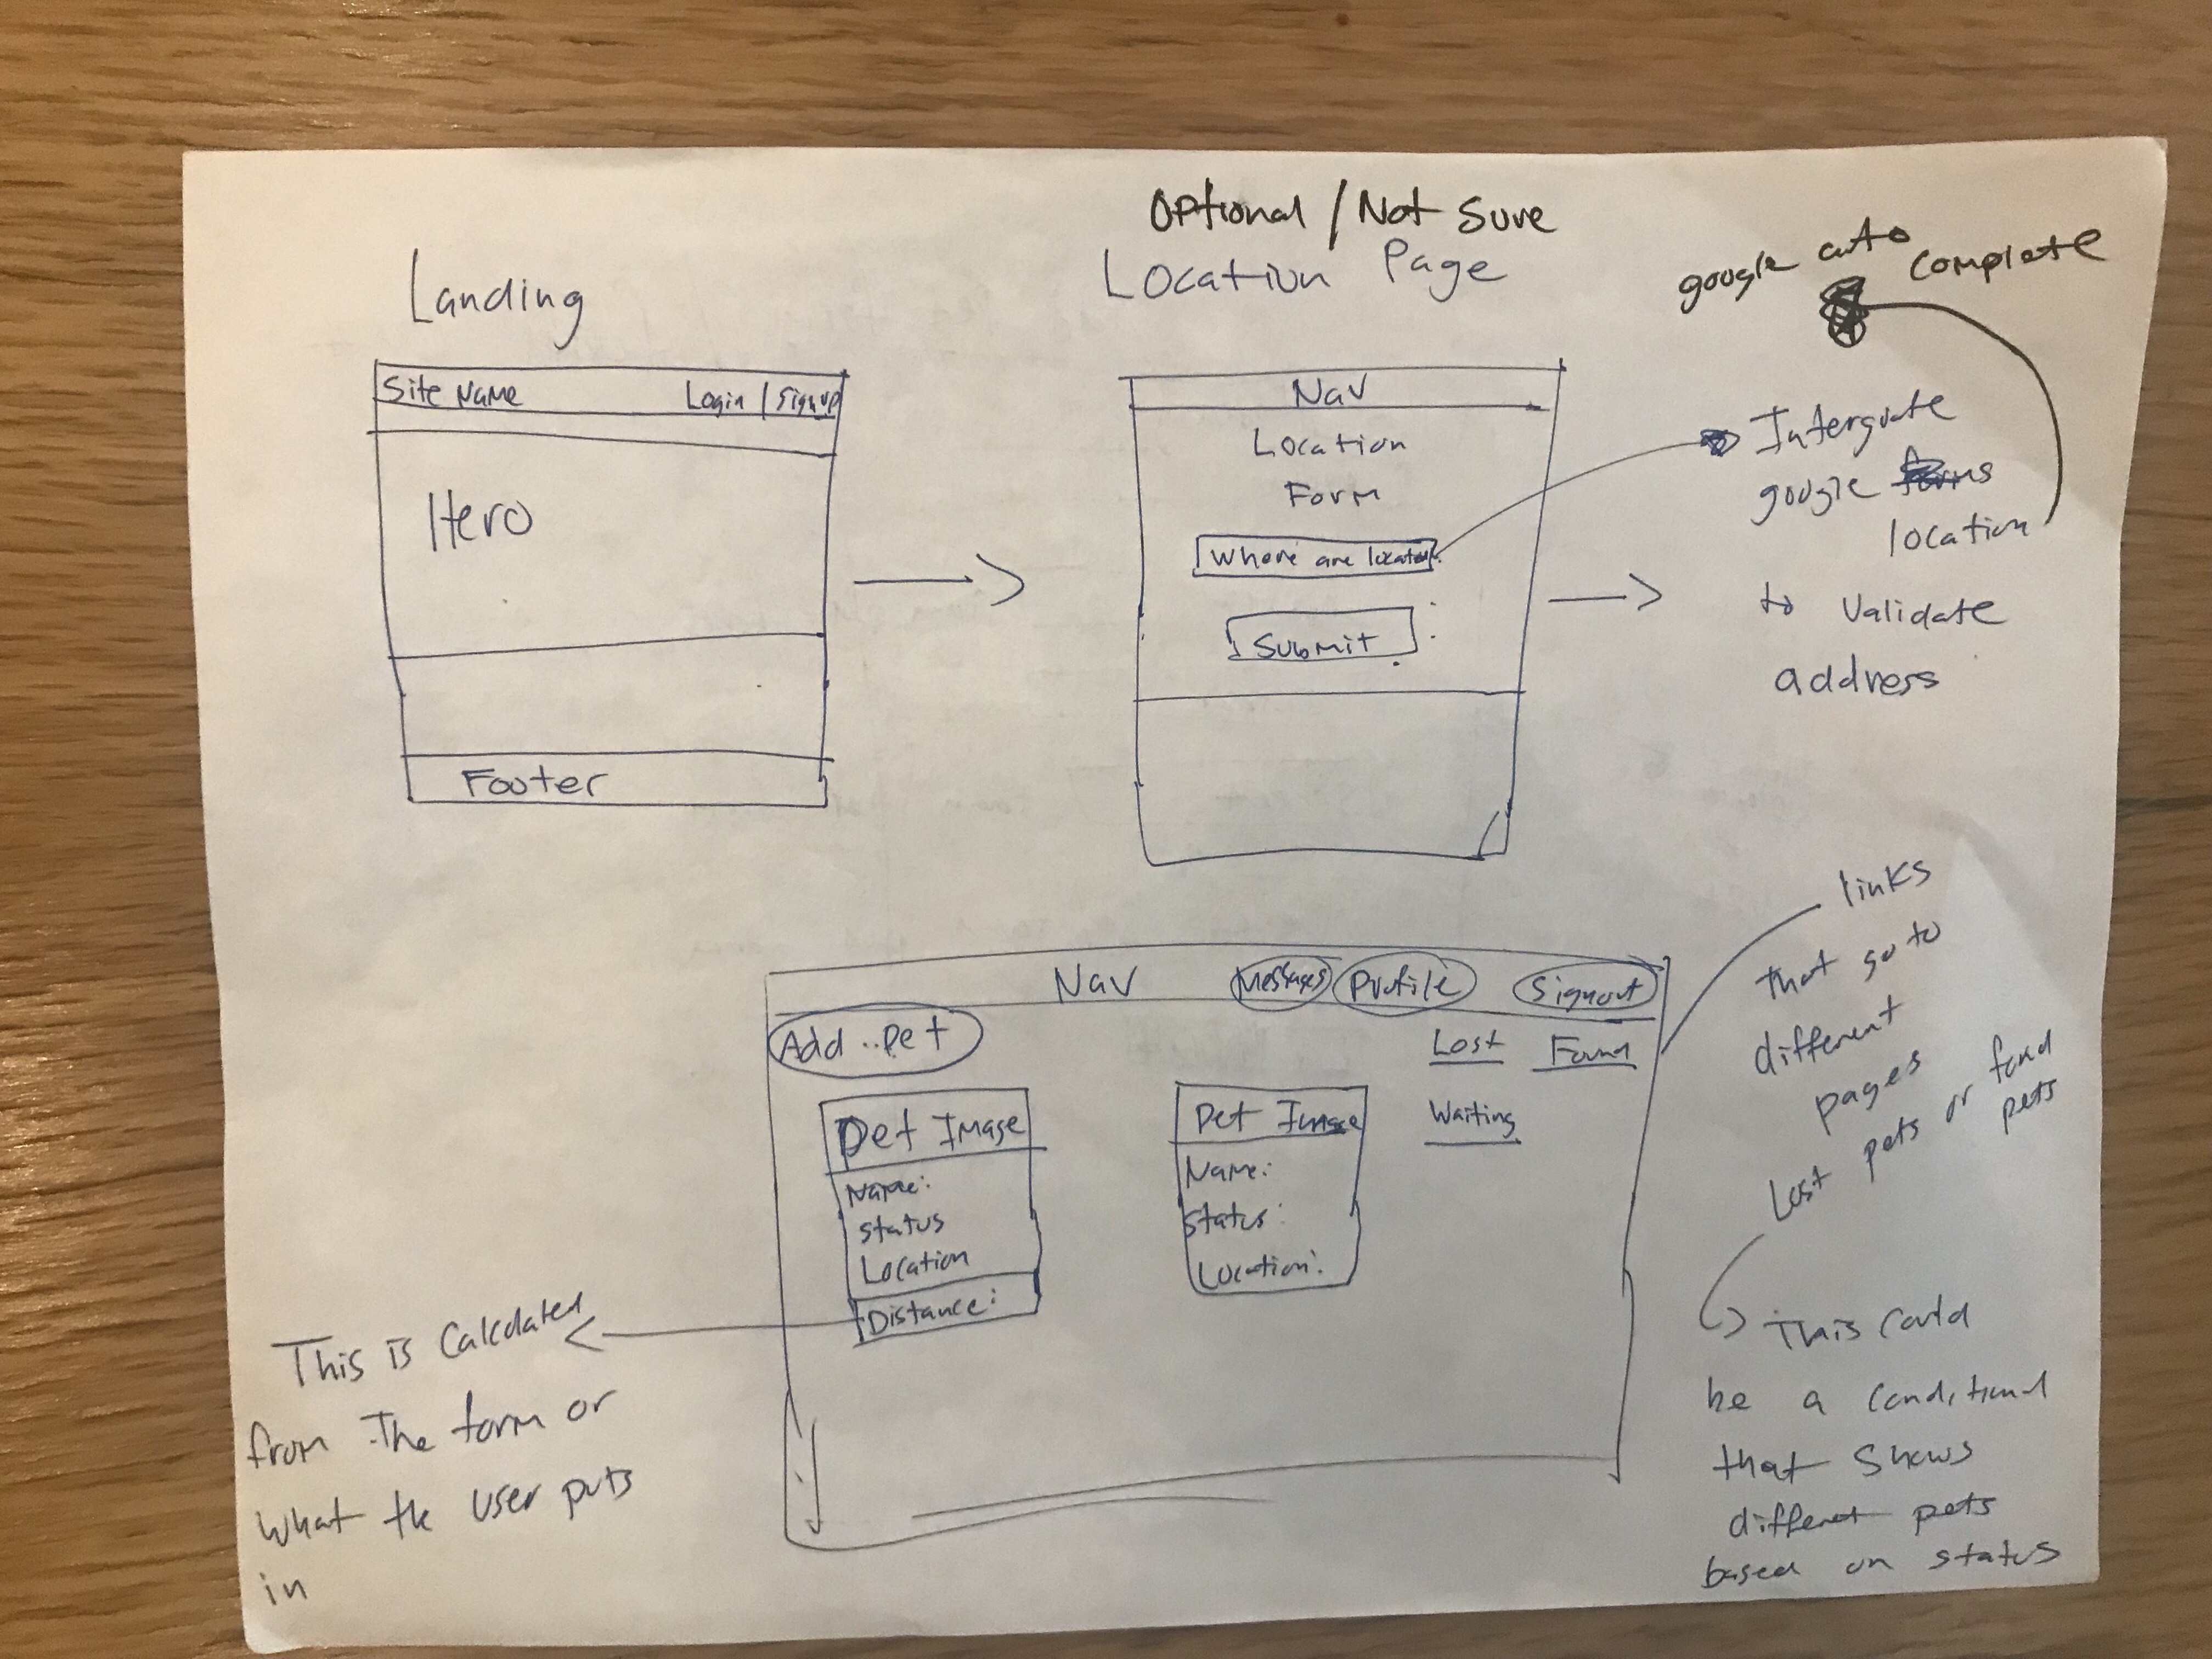 Landing
Site Name Login | Signup
Hero
Footer
Optional / Not Sure
Location Page
Nav
Location
Form
Where are located
Submit
google auto complete
Intergrate
google forms
location
to validate
address
Nav Messages Profile Signout
Add pet
Lost Found
Waiting
Pet Image
Name:
Status
Location
Distance:
Pet Image
Name:
Status:
Location:
links
that go to
different
pages
Lost pets or found
pets
This could
be a conditional
that shows
different pets
based on status
This is Calculated
from The form or
What the user puts
in